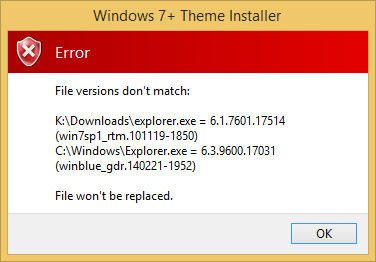 Windows 7+ Theme Installer
Error
File versions don't match:
K:\Downloads\explorer.exe = 6.1.7601.17514
(win7sp1_rtm.101119-1850)
C:\Windows\Explorer.exe = 6.3.9600.17031
(winblue_gdr.140221-1952)
File won't be replaced.
OK